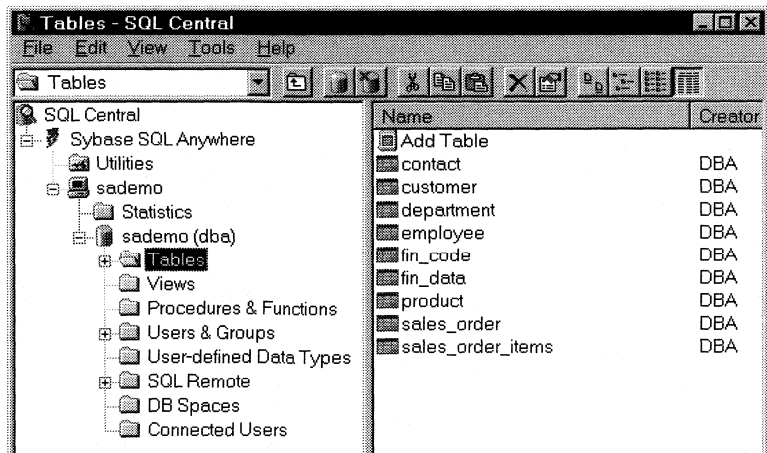 Tables - SQL Central
File Edit View Tools Help
Tables
SQL Central
Sybase SQL Anywhere
Utilities
sademo
Statistics
sademo (dba)
Tables
Views
Procedures & Functions
Users & Groups
User-defined Data Types
SQL Remote
DB Spaces
Connected Users
Name Creator
Add Table
contact DBA
customer DBA
department DBA
employee DBA
fin_code DBA
fin_data DBA
product DBA
sales_order DBA
sales_order_items DBA